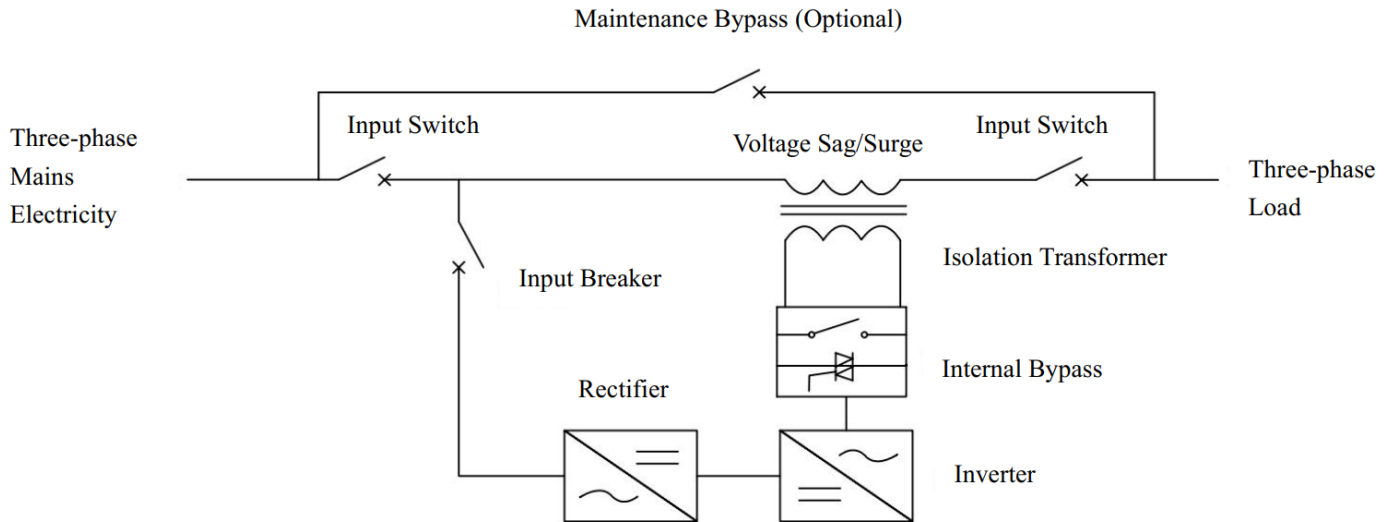 Maintenance Bypass (Optional)
Three-phase
Mains
Electricity
Input Switch
Voltage Sag/Surge
Input Switch
Three-phase
Load
Isolation Transformer
Input Breaker
Internal Bypass
Rectifier
Inverter